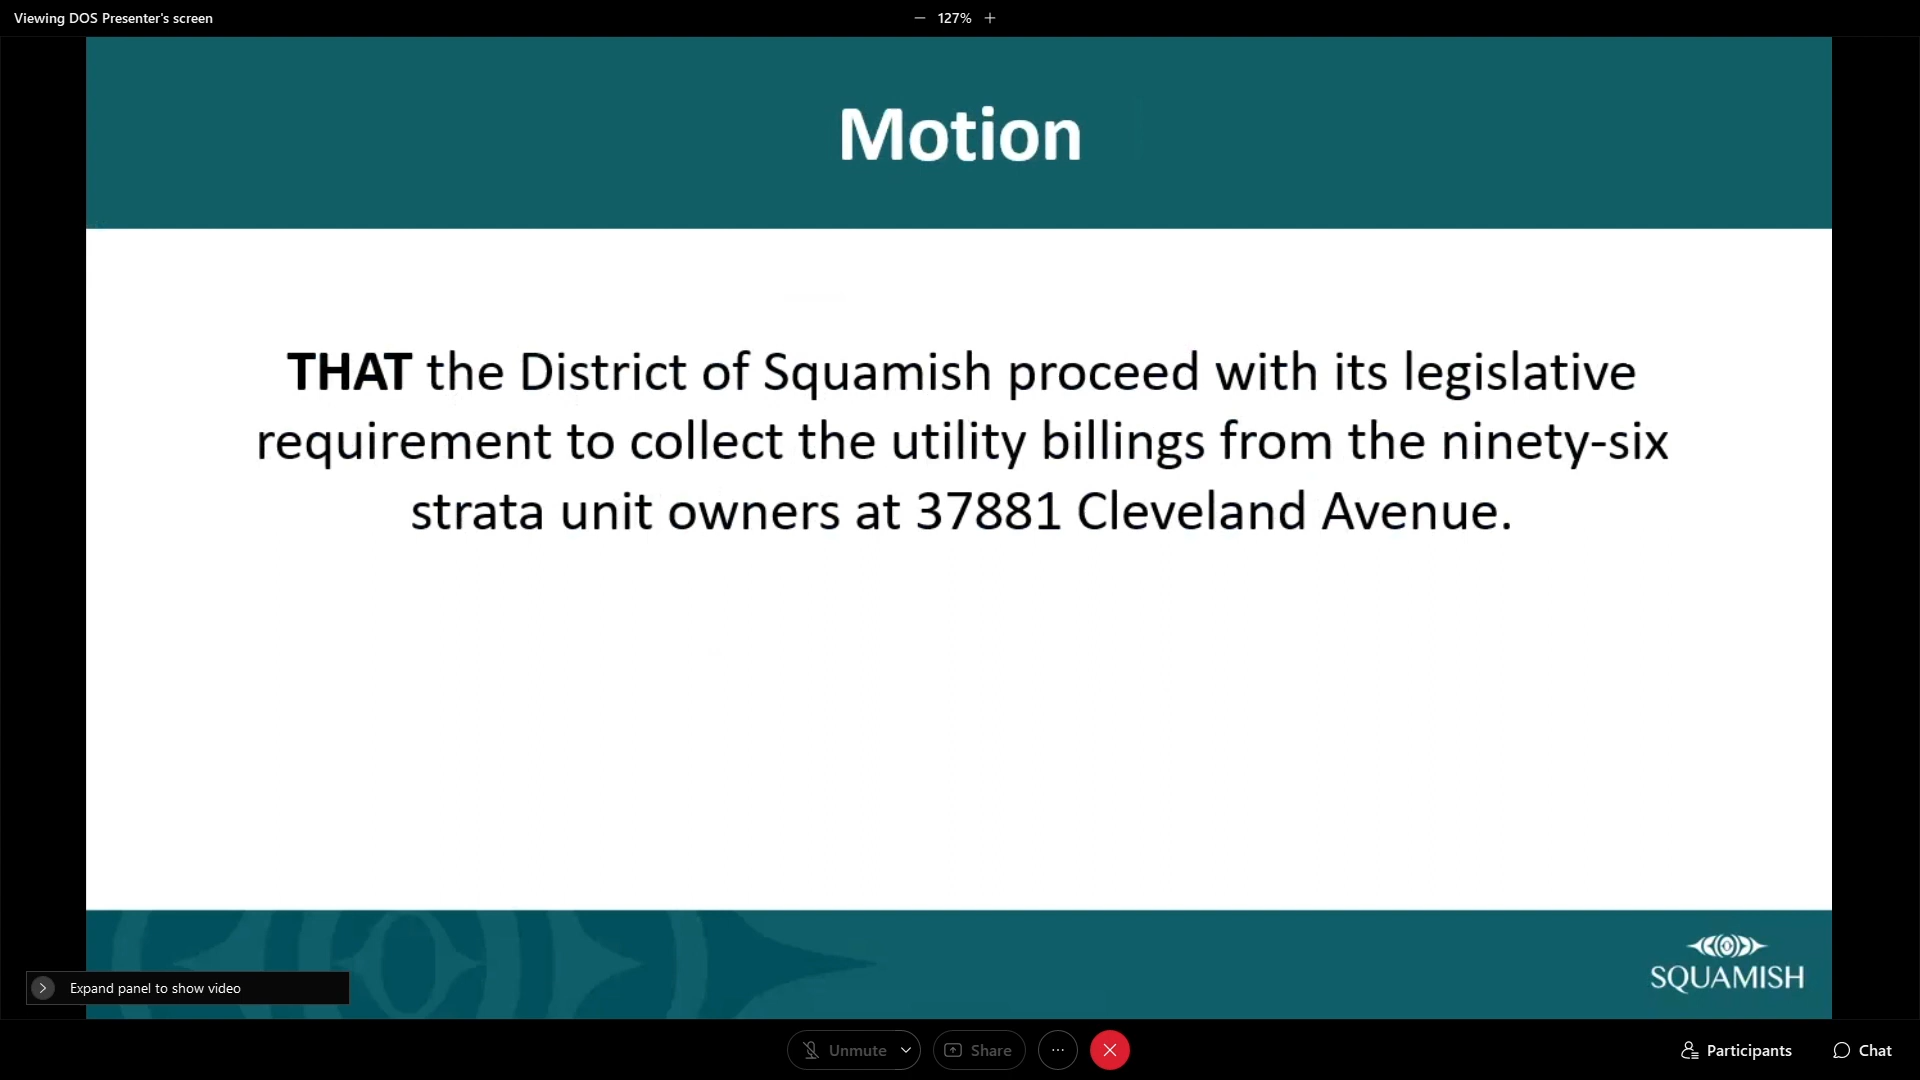 Viewing DOS Presenter's screen
127%
Motion
THAT the District of Squamish proceed with its legislative
requirement to collect the utility billings from the ninety-six
strata unit owners at 37881 Cleveland Avenue.
SQUAMISH
Expand panel to show video
Unmute
Share
Participants
Chat